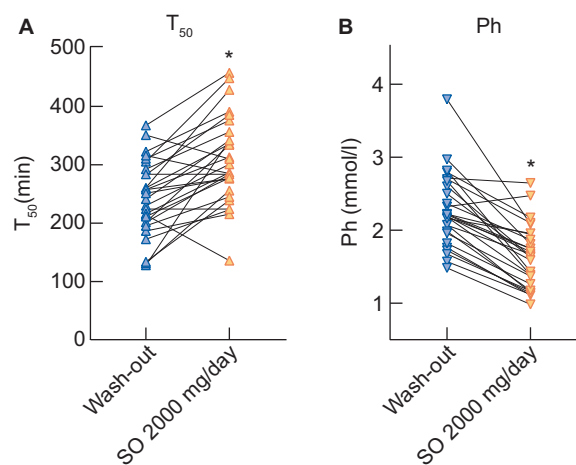 A
T50
500
400
300
200
100
0
T50(min)
*
Wash-out
SO 2000 mg/day
B
Ph
4
3
2
1
Ph (mmol/l)
*
Wash-out
SO 2000 mg/day